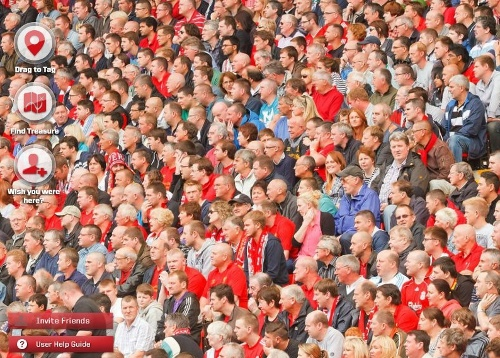 Drag to Tag
Find Treasure
Wish you were
here?
Invite Friends
? User Help Guide